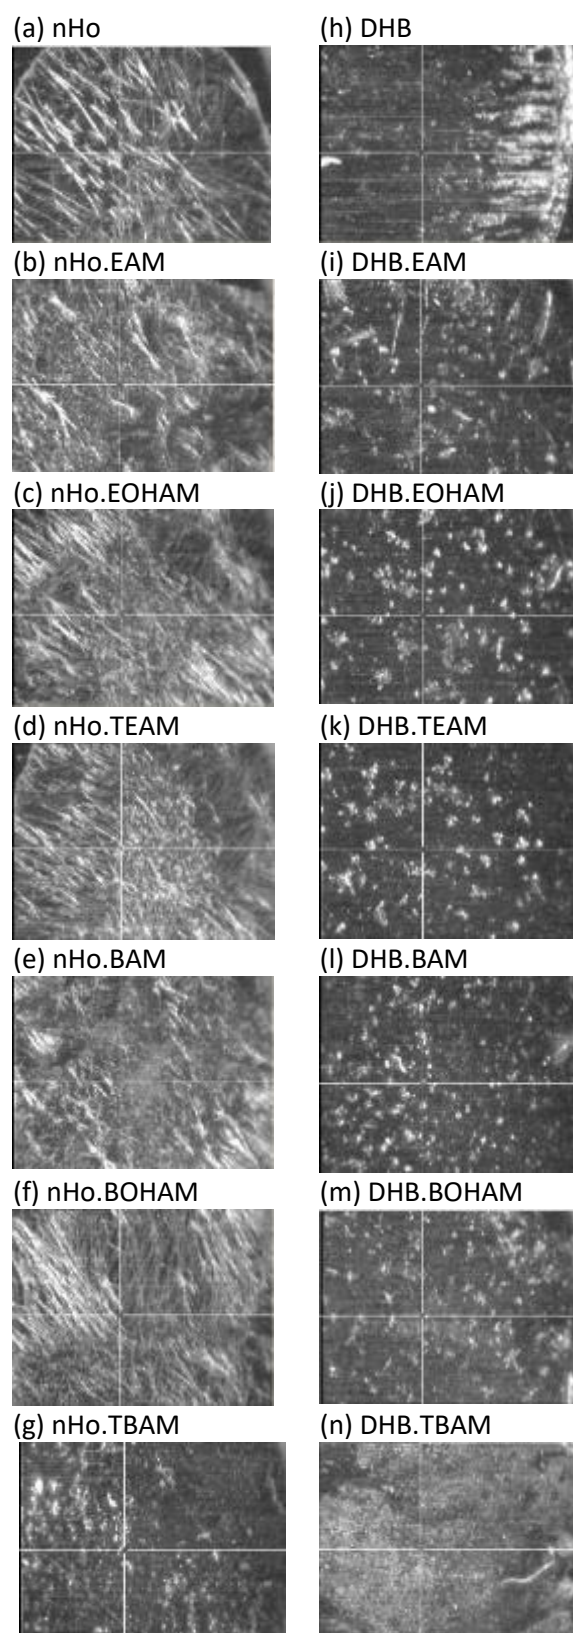 (a) nHo
(h) DHB
(b) nHo.EAM
(i) DHB.EAM
(c) nHo.EOHAM
(j) DHB.EOHAM
(d) nHo.TEAM
(k) DHB.TEAM
(e) nHo.BAM
(l) DHB.BAM
(f) nHo.BOHAM
(m) DHB.BOHAM
(g) nHo.TBAM
(n) DHB.TBAM